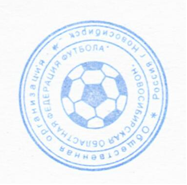 Общественная организация * Россия г.Новосибирск *
"НОВОСИБИРСКАЯ ОБЛАСТНАЯ ФЕДЕРАЦИЯ ФУТБОЛА"